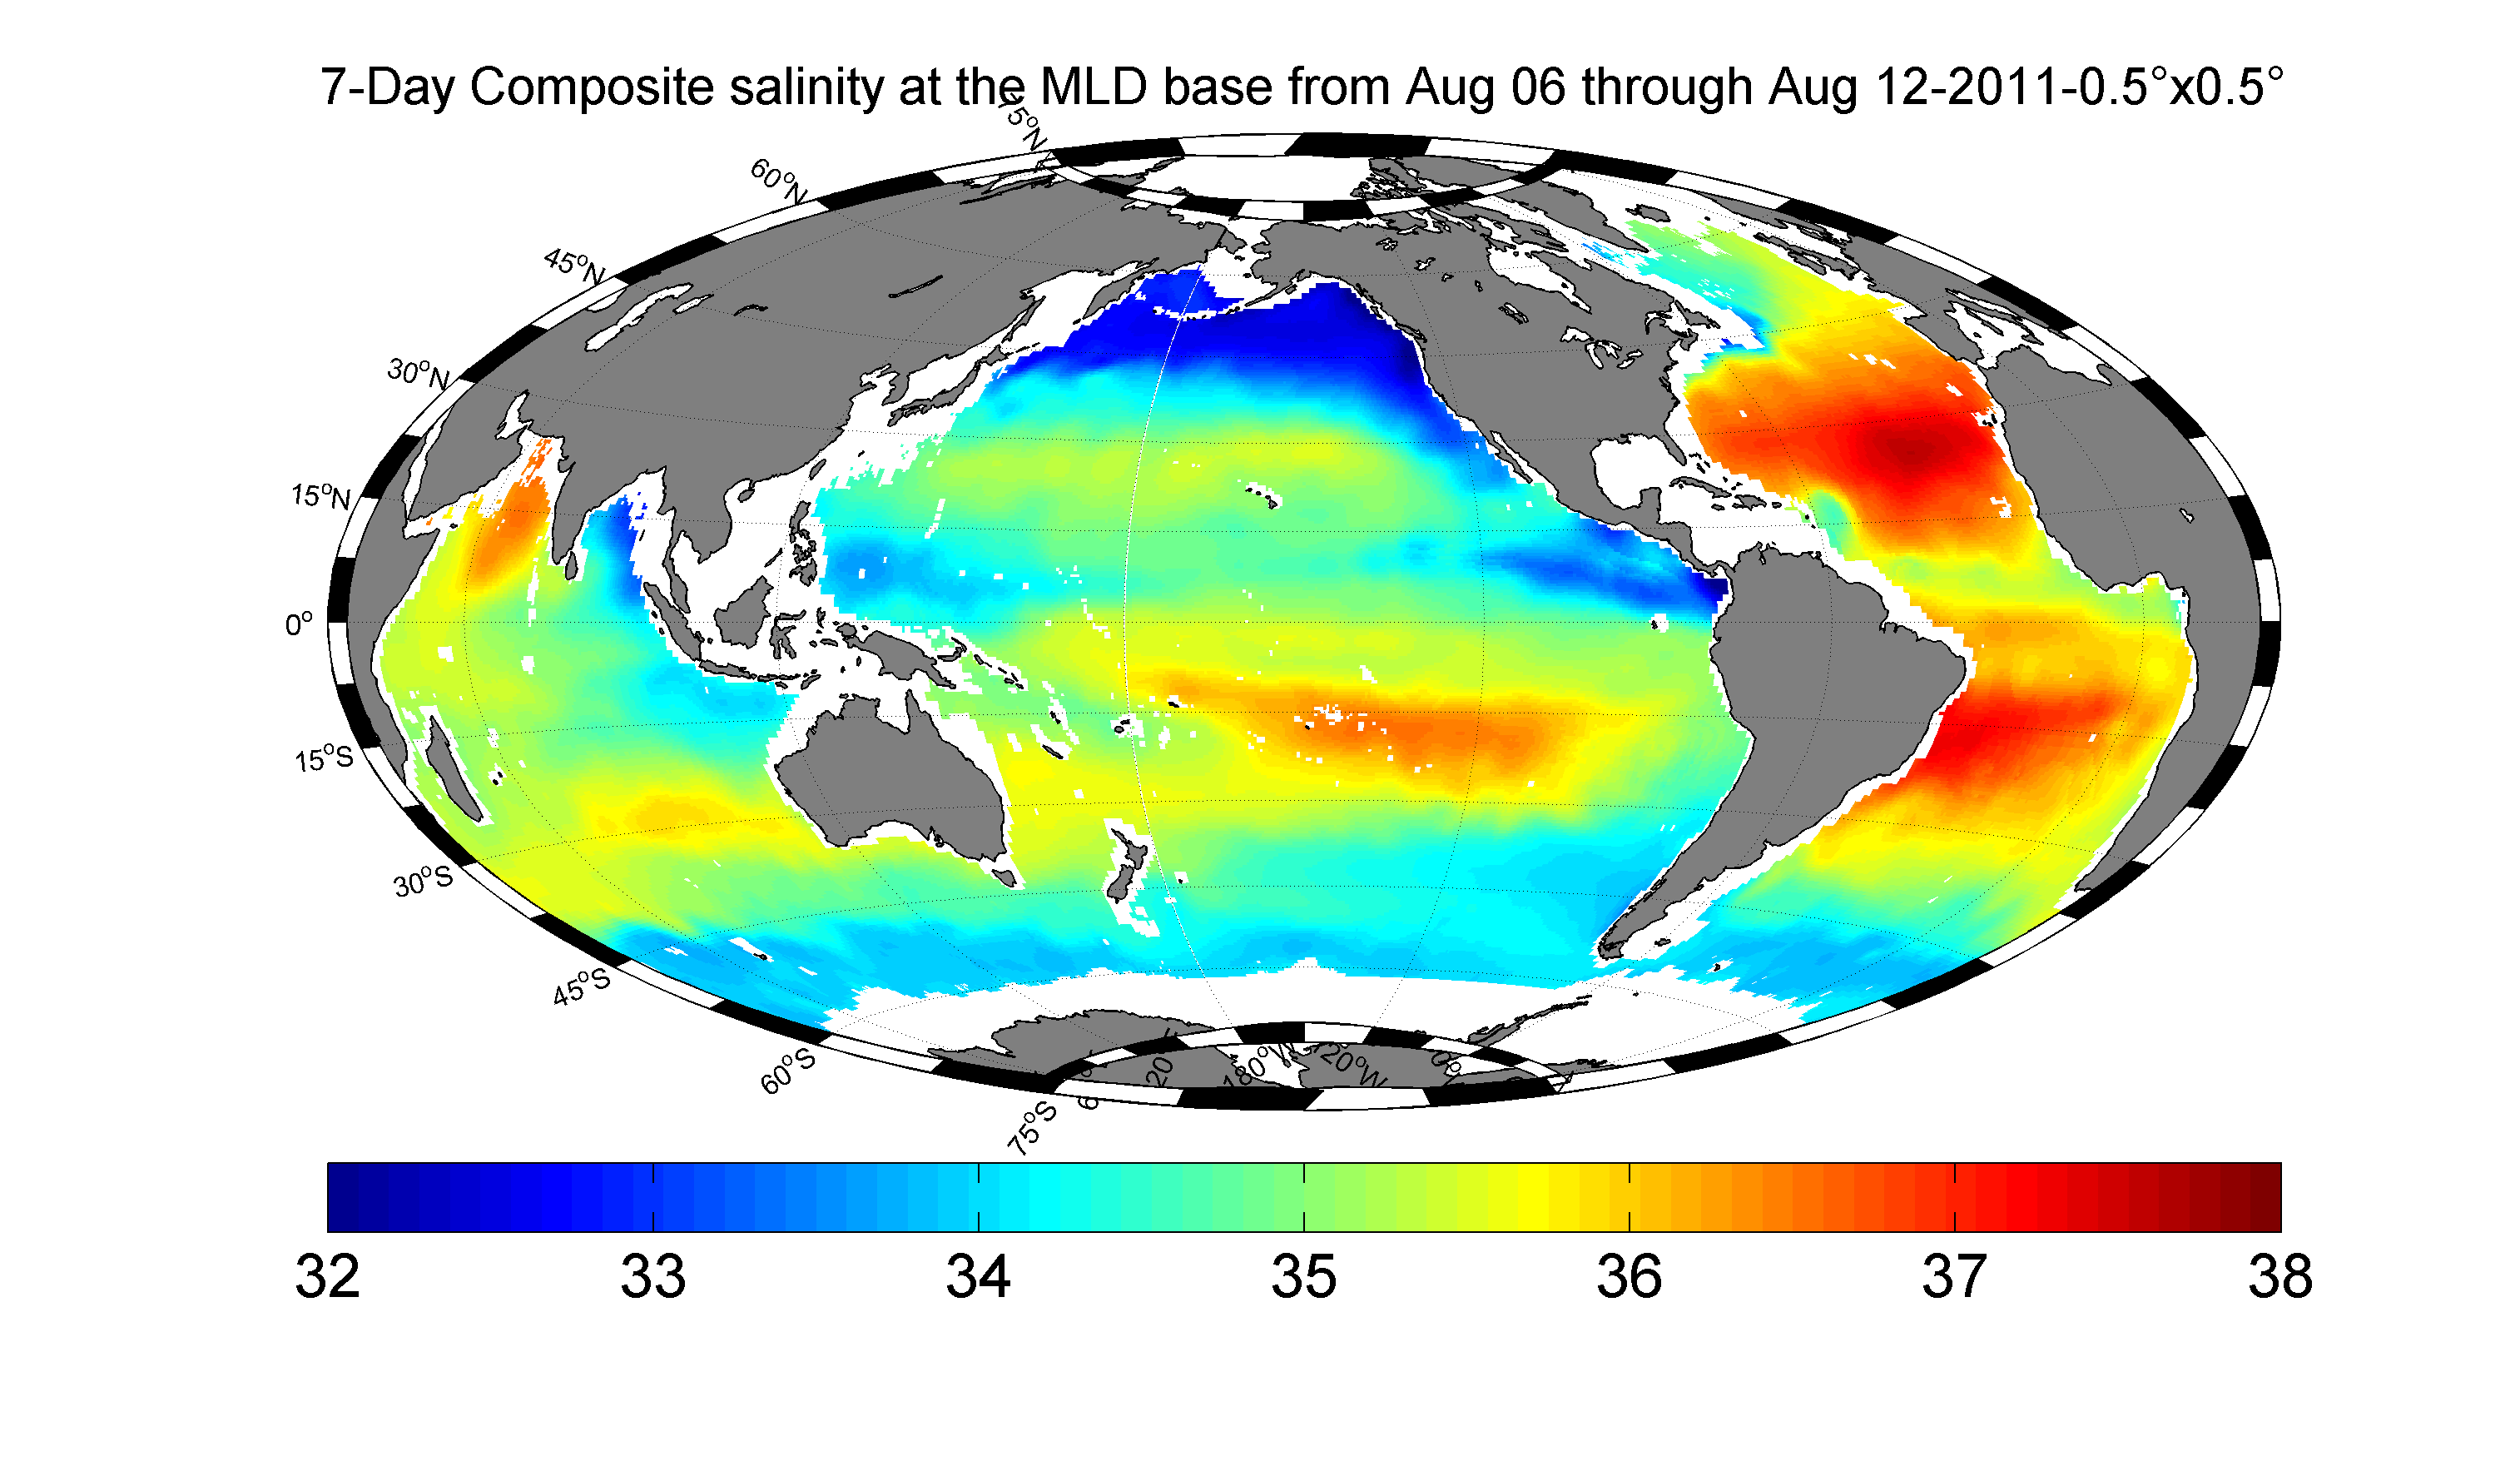 7-Day Composite salinity at the MLD base from Aug 06 through Aug 12-2011-0.5°x0.5°
75°N
60°N
45°N
30°N
15°N
0°
15°S
30°S
45°S
60°S
75°S
180°W
120°W
32 33 34 35 36 37 38